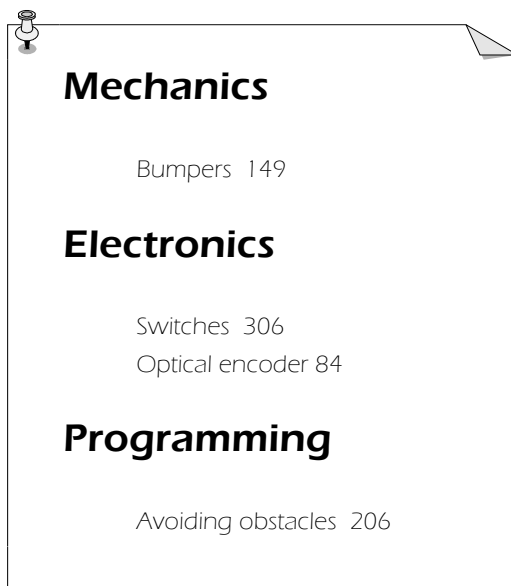 Mechanics
Bumpers 149
Electronics
Switches 306
Optical encoder 84
Programming
Avoiding obstacles 206